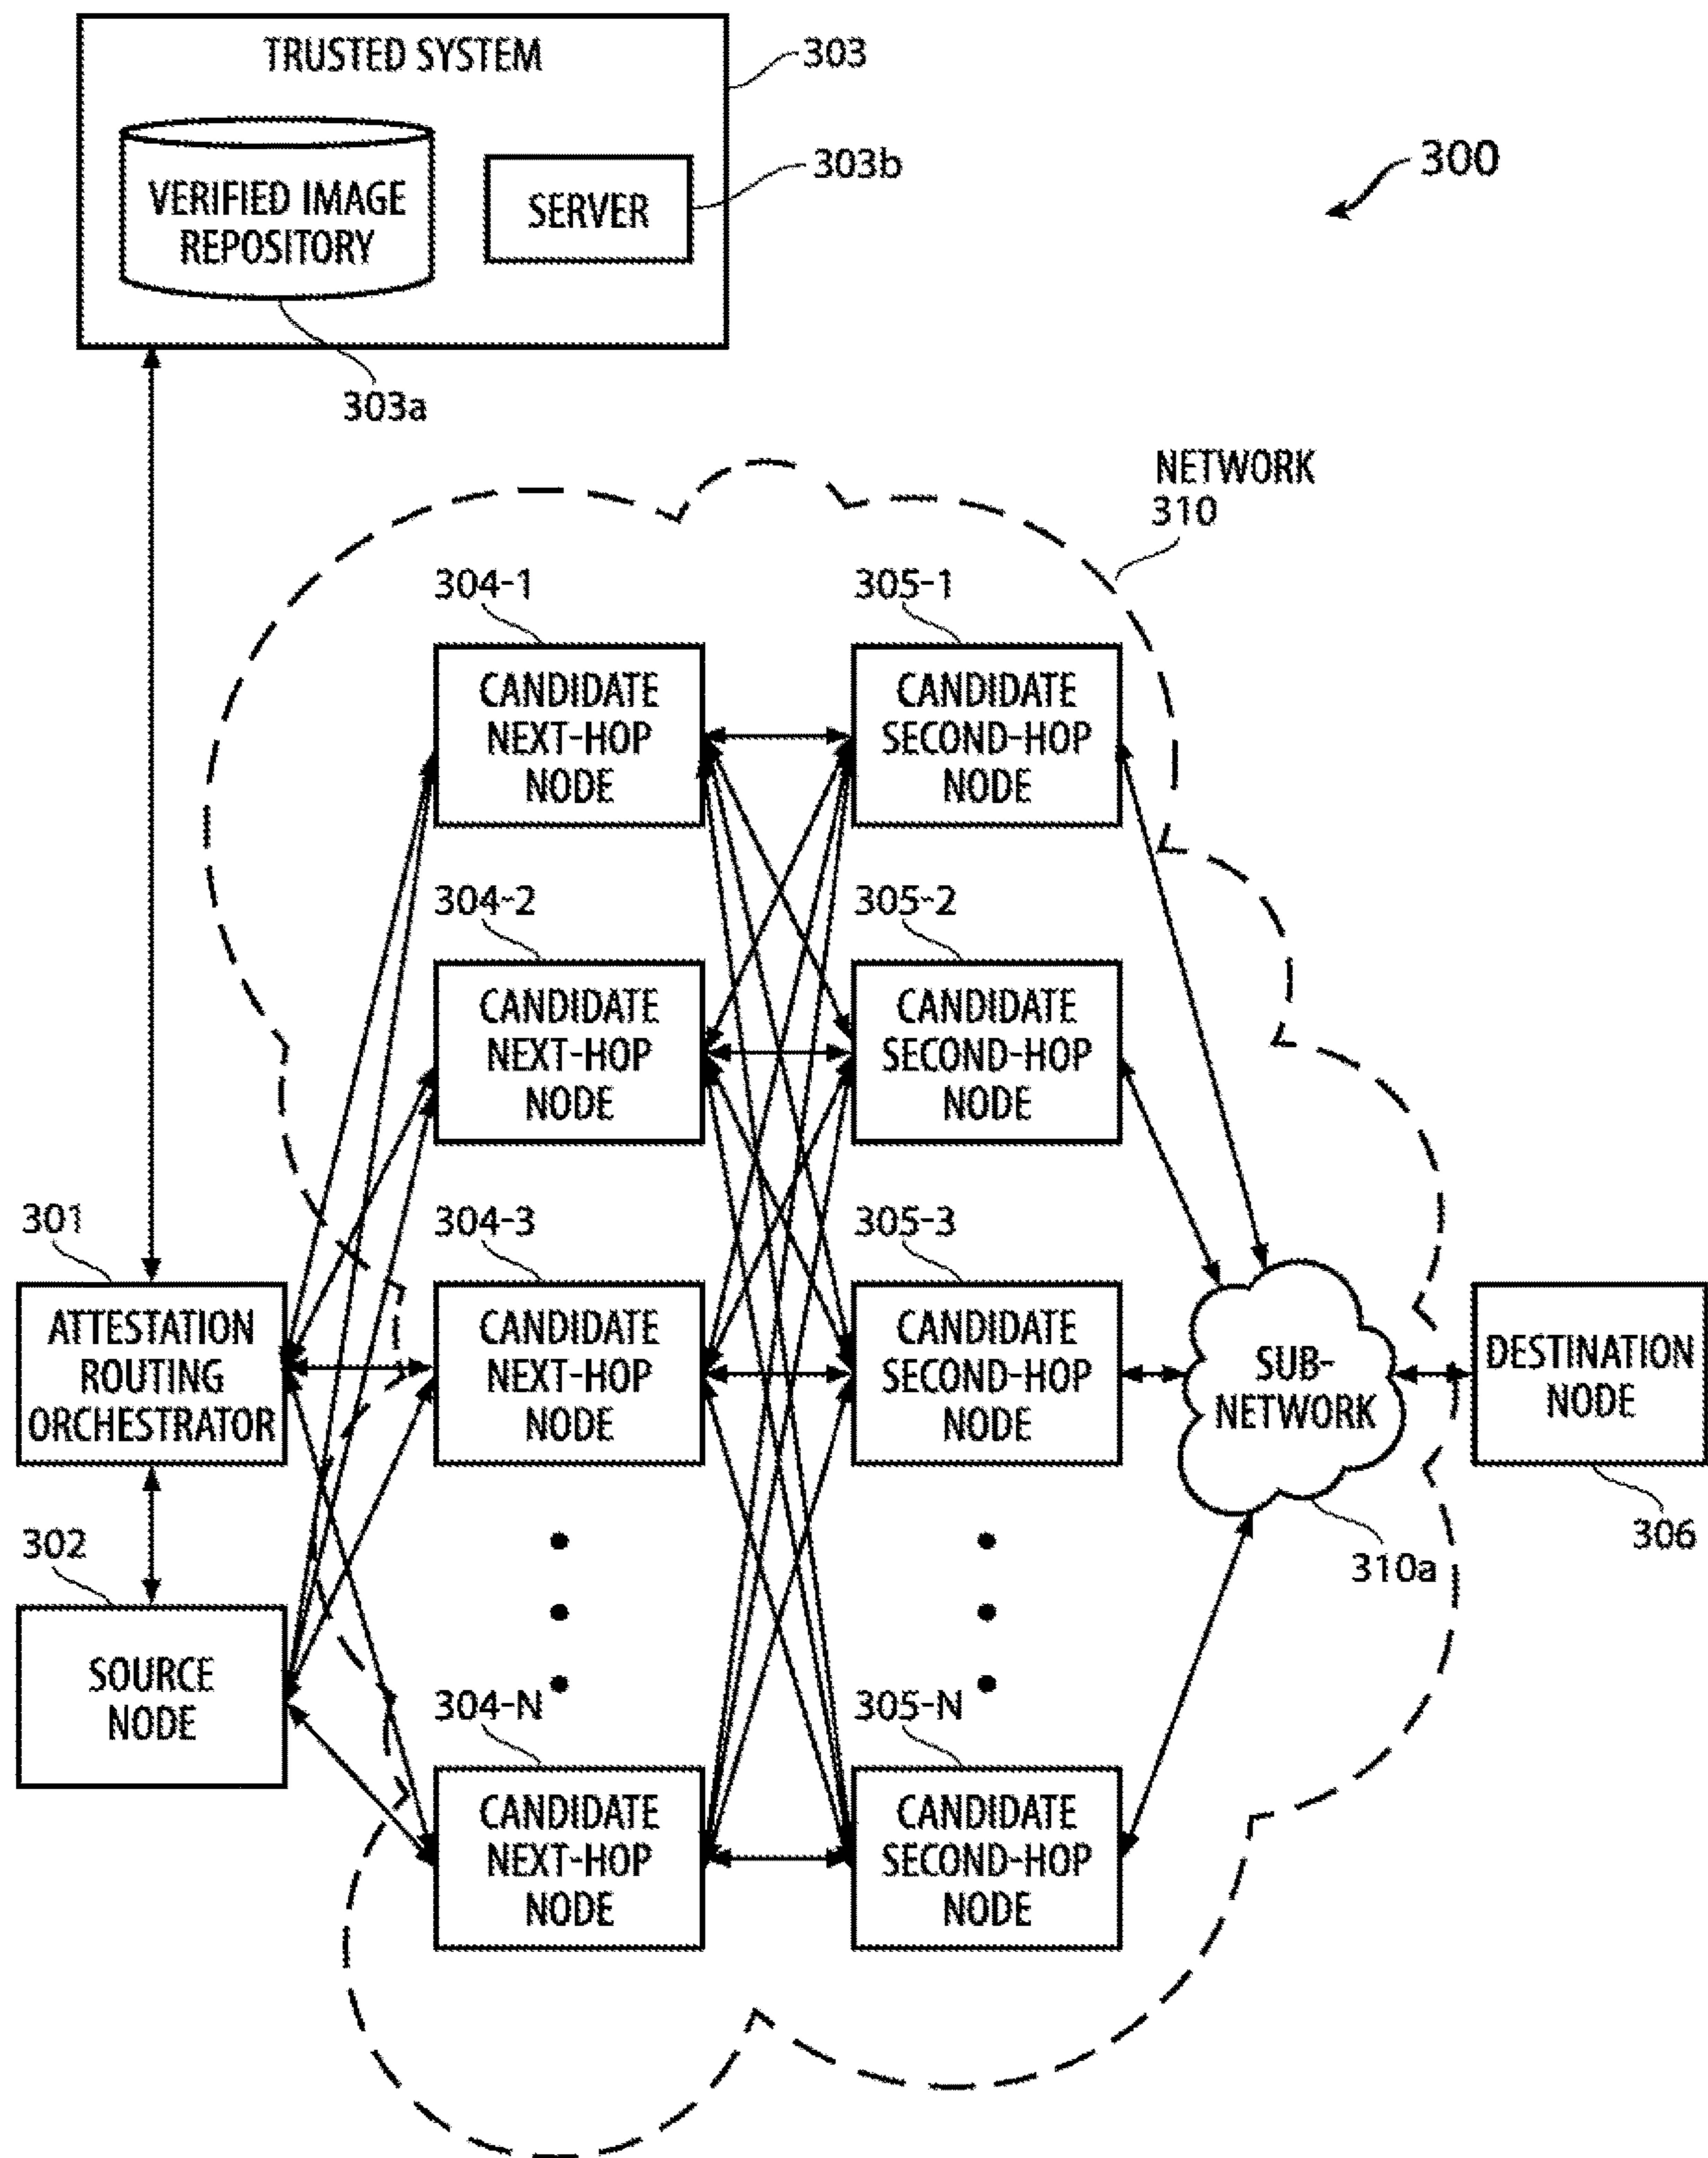 TRUSTED SYSTEM
303
VERIFIED IMAGE
REPOSITORY
SERVER
303b
303a
300
NETWORK
310
304-1
305-1
CANDIDATE
NEXT-HOP
NODE
CANDIDATE
SECOND-HOP
NODE
304-2
305-2
CANDIDATE
NEXT-HOP
NODE
CANDIDATE
SECOND-HOP
NODE
301
304-3
305-3
ATTESTATION
ROUTING
ORCHESTRATOR
CANDIDATE
NEXT-HOP
NODE
CANDIDATE
SECOND-HOP
NODE
SUB-
NETWORK
DESTINATION
NODE
302
310a
306
SOURCE
NODE
304-N
305-N
CANDIDATE
NEXT-HOP
NODE
CANDIDATE
SECOND-HOP
NODE